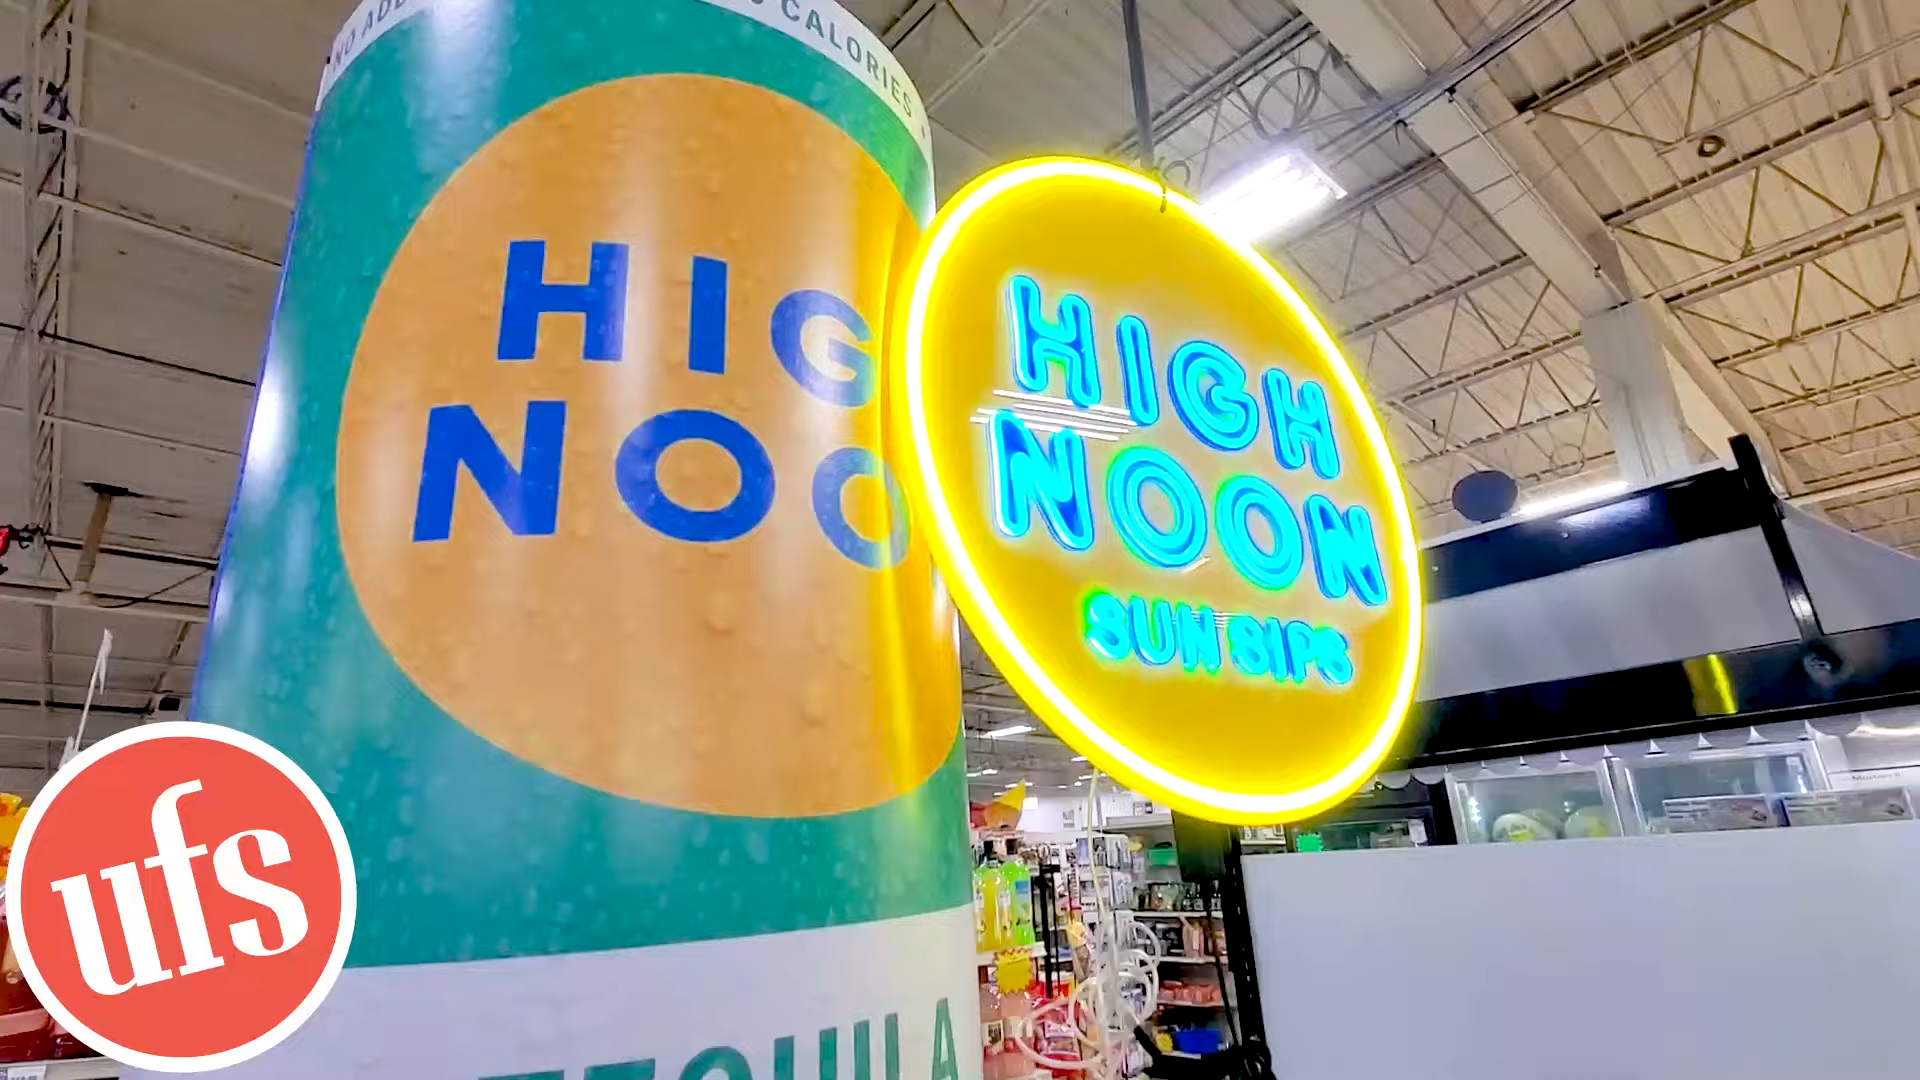 NO ADD
CALORIES
HIG
NOO
TEQUILA
HIGH
NOON
SUN SIPS
ufs